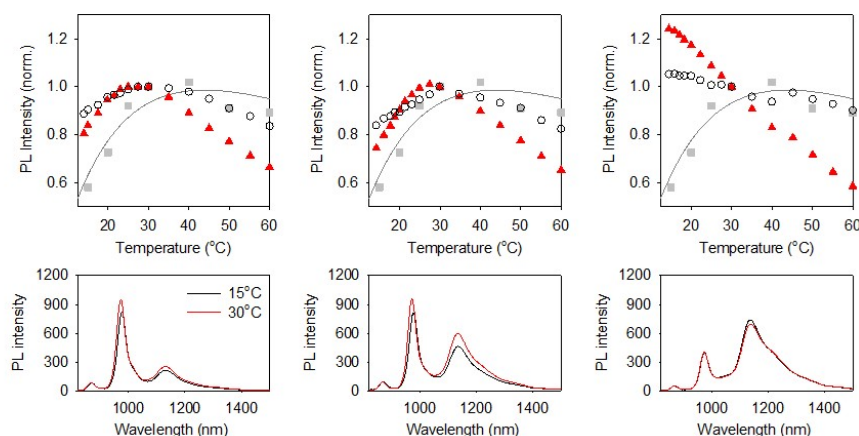 PL Intensity (norm.)
1.2
1.0
0.8
0.6
20 30 40 50 60
Temperature (°C)
PL Intensity (norm.)
1.2
1.0
0.8
0.6
20 30 40 50 60
Temperature (°C)
PL Intensity (norm.)
1.2
1.0
0.8
0.6
20 30 40 50 60
Temperature (°C)
PL intensity
1200
900
600
300
0
15°C
30°C
1000 1200 1400
Wavelength (nm)
PL intensity
1200
900
600
300
0
1000 1200 1400
Wavelength (nm)
PL intensity
1200
900
600
300
0
1000 1200 1400
Wavelength (nm)